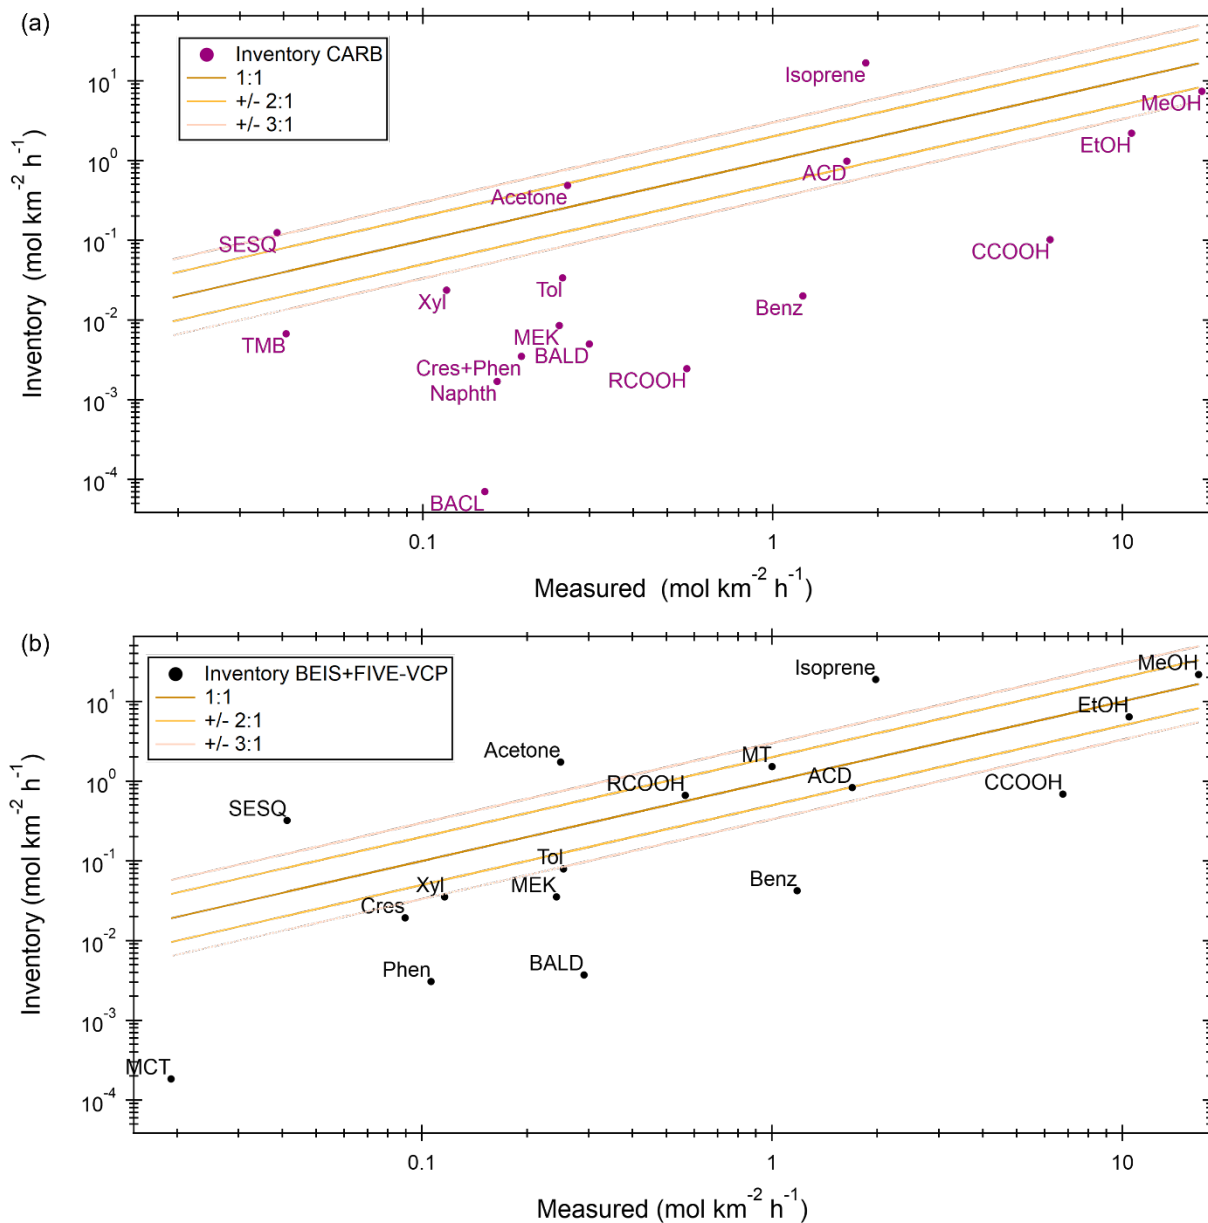 (a)
Inventory CARB
1:1
+/- 2:1
+/- 3:1
Isoprene
MeOH
EtOH
ACD
Acetone
SESQ
CCOOH
Xyl
Tol
Benz
TMB
MEK
BALD
Cres+Phen
RCOOH
Naphth
BACL
10^1
10^0
10^-1
10^-2
10^-3
10^-4
Inventory (mol km^-2 h^-1)
0.1
1
10
Measured (mol km^-2 h^-1)
(b)
Inventory BEIS+FIVE-VCP
1:1
+/- 2:1
+/- 3:1
Isoprene
MeOH
EtOH
Acetone
MT
RCOOH
ACD
CCOOH
SESQ
Tol
Xyl
MEK
Benz
Cres
Phen
BALD
MCT
10^1
10^0
10^-1
10^-2
10^-3
10^-4
Inventory (mol km^-2 h^-1)
0.1
1
10
Measured (mol km^-2 h^-1)